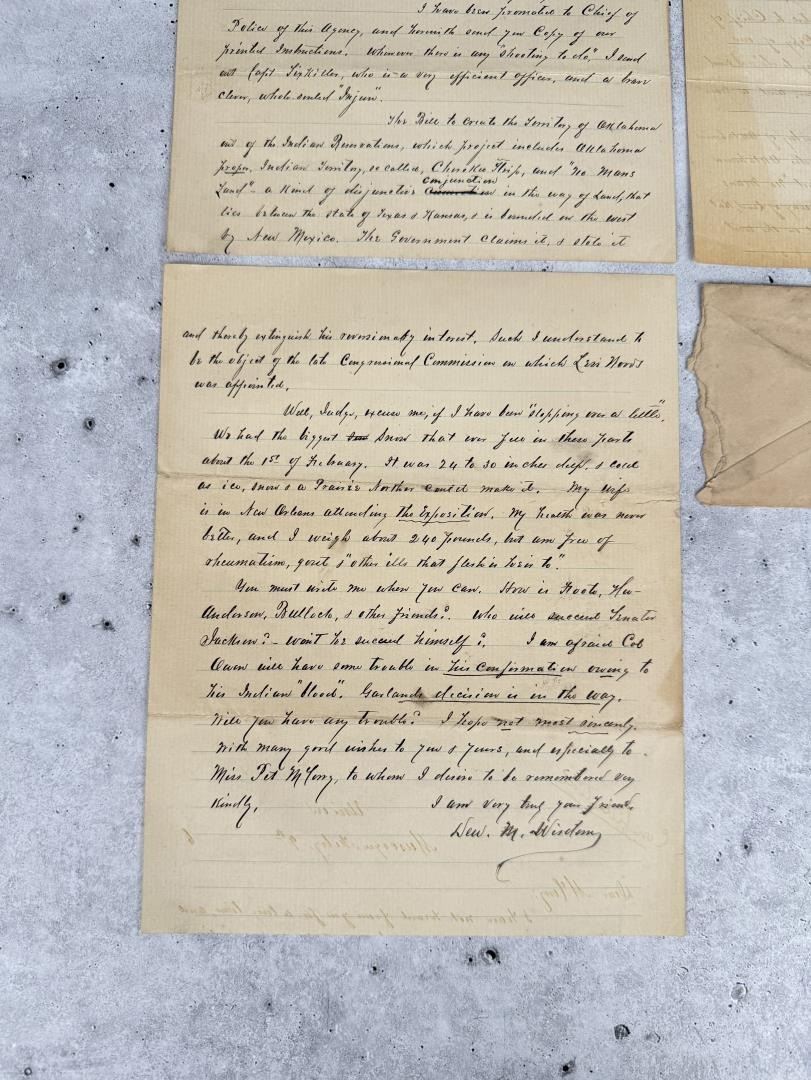 I have been promoted to Chief of
Police of this Agency, and herewith send you Copy of our
printed Instructions. Whenever there is any "shooting to do", I send
out Capt Sixkiller, who is a very efficient officer, and a brave
clever, whole souled "Injun".
The Bill to create the Territory of Oklahoma
out of the Indian Reservations, which project includes Oklahoma
proper, Indian Territory, so called, Cherokee Strip, and "No Mans
Land" - a kind of disjunctive conjunction in the way of Land, that
lies between the state of Texas & Kansas, & is bounded on the west
by New Mexico. The Government claims it, & stole it
and thereby extinguish his reversionary interest. Such I understand to
be the object of the late Congressional Commission on which Levi
was appointed.
Well, Judge, excuse me, if I have been "slopping over a little".
We had the biggest snow that ever fell in these parts
about the 1st of February. It was 24 to 30 inches deep, & cold
as ice, snow & a Prairie Norther could make it. My wife
is in New Orleans attending the Exposition. My health was never
better, and I weigh about 240 pounds, but am free of
rheumatism, gout & "other ills that flesh is heir to".
You must write me when you can. How is Hu-
Anderson, Bullock, & other friends? Who will succeed Senator
Jackson? - wont he succeed himself? I am afraid Col
Owen will have some trouble in his confirmation owing to
his Indian "blood". Garlands decision is in the way.
Will you have any trouble? I hope not most sincerely.
With many good wishes to you & yours, and especially to
Miss Pet McCorry, to whom I desire to be remembered very
kindly,
I am very truly your friend,
Dew. M. Wisdom